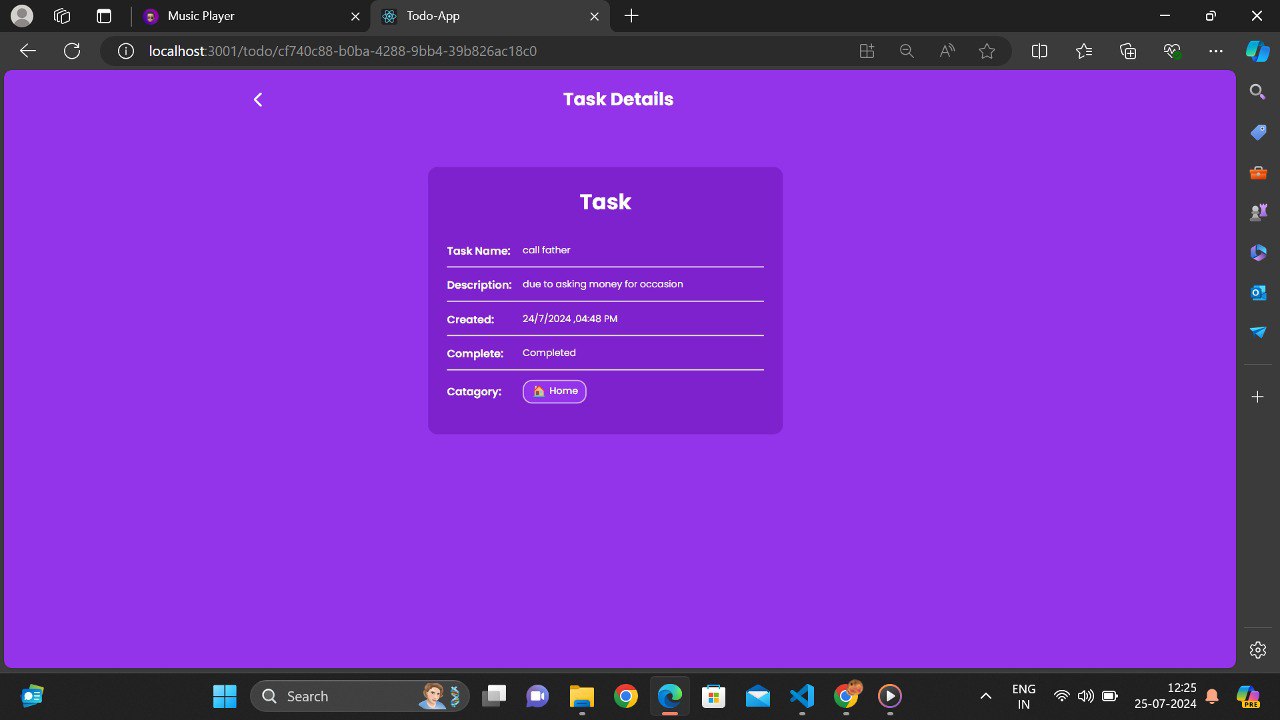 Music Player
Todo-App
localhost:3001/todo/cf740c88-b0ba-4288-9bb4-39b826ac18c0
Task Details
Task
Task Name: call father
Description: due to asking money for occasion
Created: 24/7/2024 ,04:48 PM
Complete: Completed
Catagory: 🏠 Home
Search
ENG
IN
12:25
25-07-2024
PRE